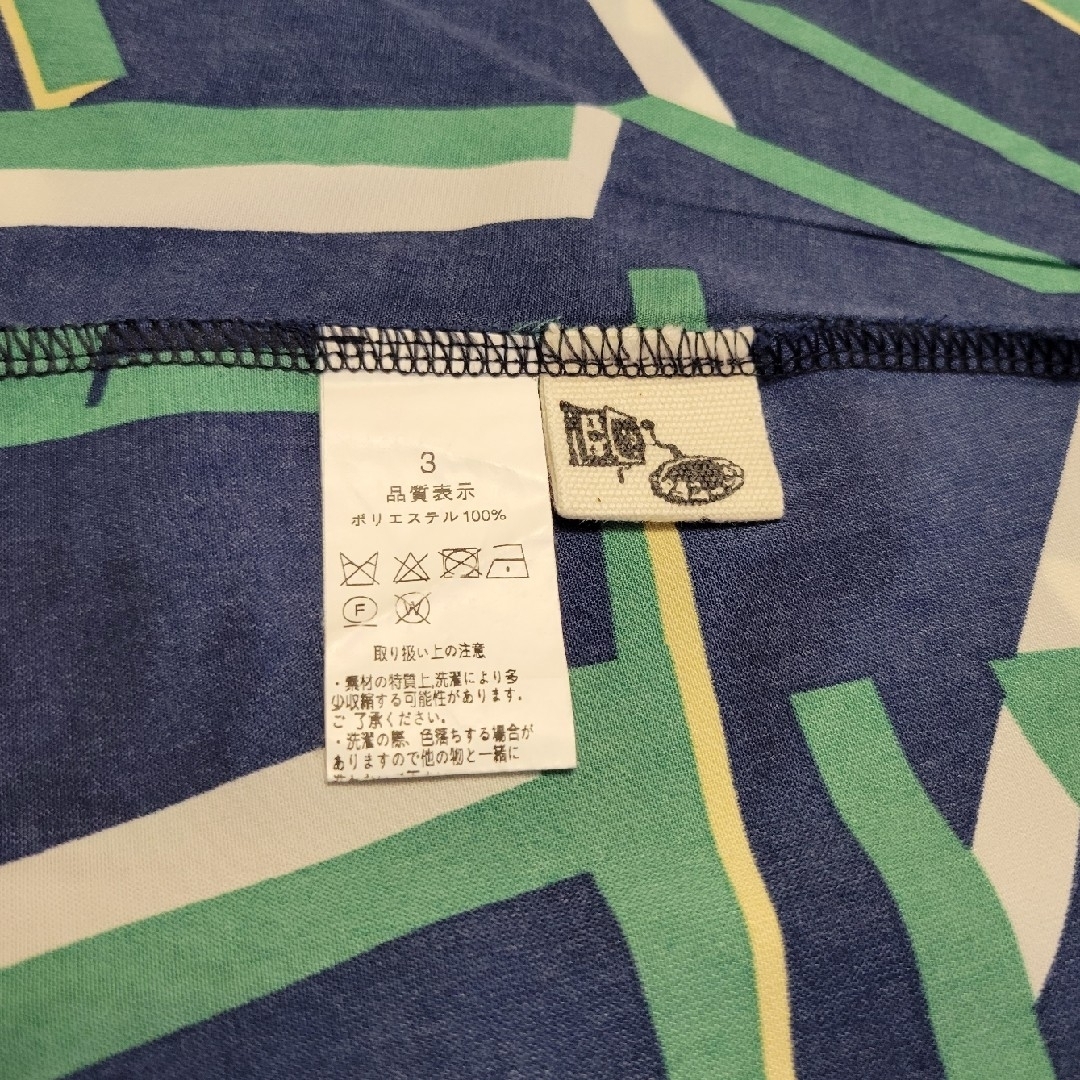 3
品質表示
ポリエステル100%
F
W
取り扱い上の注意
・素材の特質上,洗濯により多
少収縮する可能性があります。
ご了承ください。
・洗濯の際、色落ちする場合が
ありますので他の物と一緒に